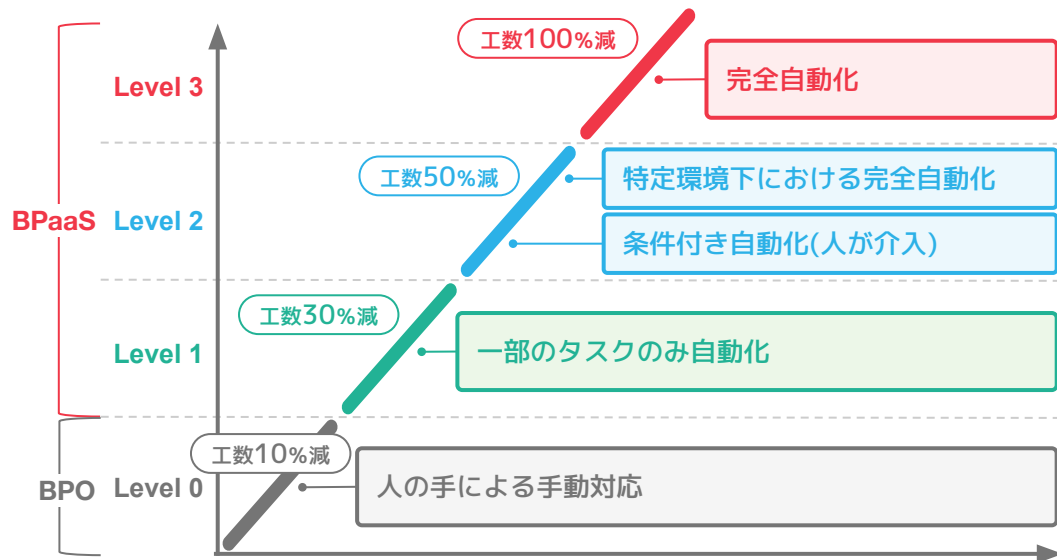 工数100%減
Level 3
完全自動化
工数50%減
特定環境下における完全自動化
BPaaS
Level 2
条件付き自動化(人が介入)
工数30%減
Level 1
一部のタスクのみ自動化
工数10%減
BPO
Level 0
人の手による手動対応